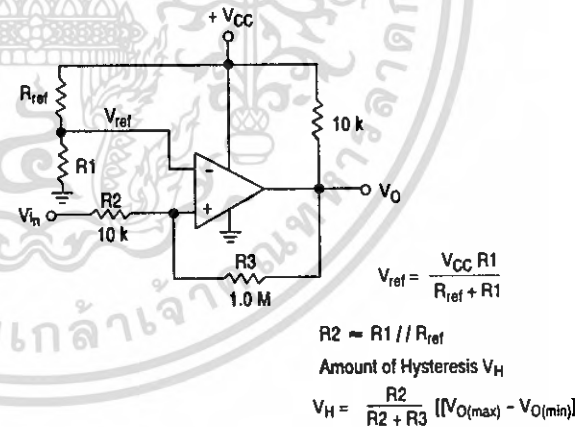 + VCC
Rref
Vref
10 k
R1
R2
Vin
10 k
-
+
VO
R3
1.0 M
Vref = VCC R1 / Rref + R1
R2 ≈ R1 // Rref
Amount of Hysteresis VH
VH = R2 / R2 + R3 [[VO(max) - VO(min)]